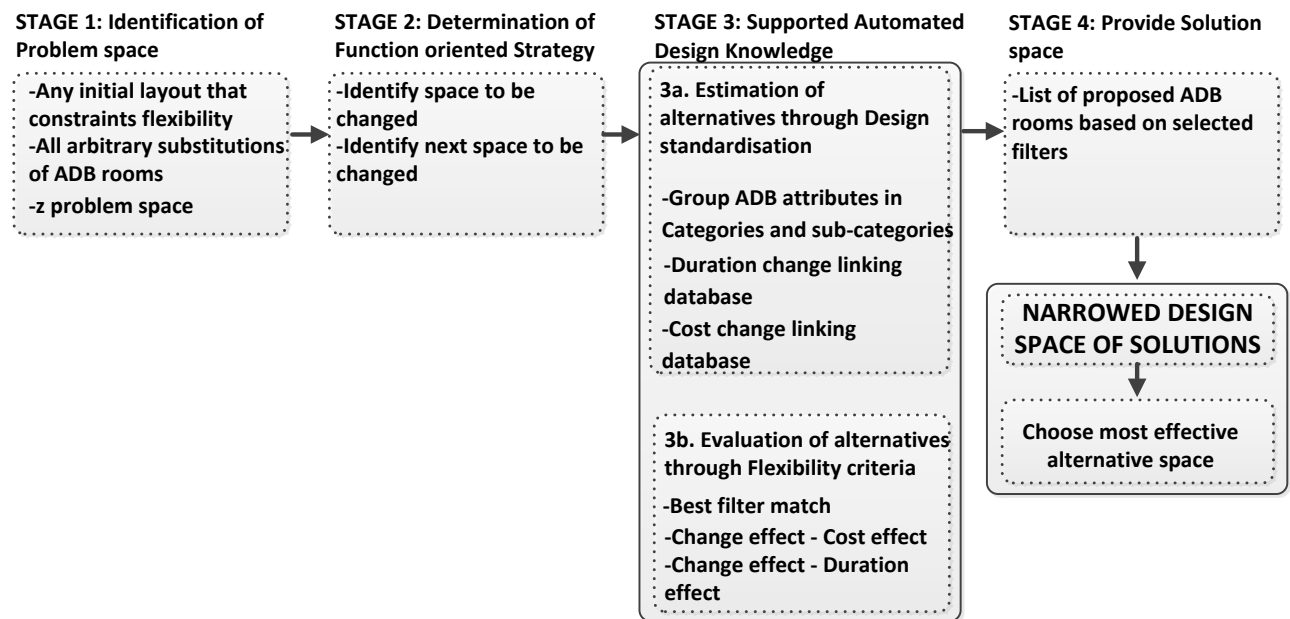 STAGE 1: Identification of
Problem space
-Any initial layout that
constraints flexibility
-All arbitrary substitutions
of ADB rooms
-z problem space
STAGE 2: Determination of
Function oriented Strategy
-Identify space to be
changed
-Identify next space to be
changed
STAGE 3: Supported Automated
Design Knowledge
3a. Estimation of
alternatives through Design
standardisation
-Group ADB attributes in
Categories and sub-categories
-Duration change linking
database
-Cost change linking
database
3b. Evaluation of alternatives
through Flexibility criteria
-Best filter match
-Change effect - Cost effect
-Change effect - Duration
effect
STAGE 4: Provide Solution
space
-List of proposed ADB
rooms based on selected
filters
NARROWED DESIGN
SPACE OF SOLUTIONS
Choose most effective
alternative space